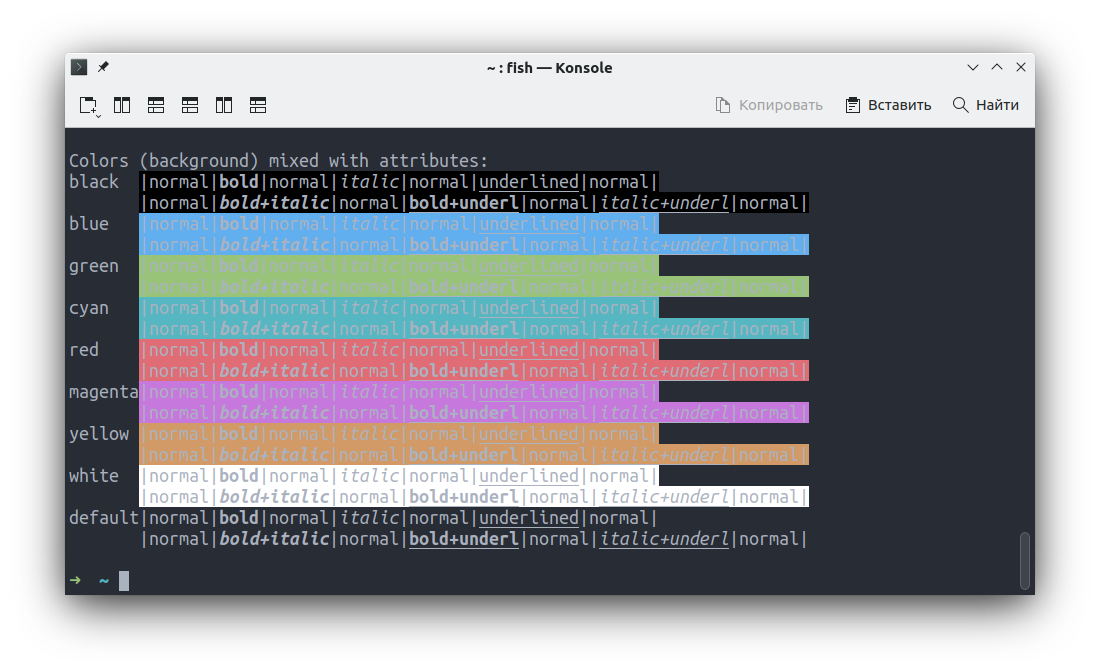 ~ : fish — Konsole
Копировать Вставить Найти
Colors (background) mixed with attributes:
black |normal|bold|normal|italic|normal|underlined|normal|
|normal|bold+italic|normal|bold+underl|normal|italic+underl|normal|
blue |normal|bold|normal|italic|normal|underlined|normal|
|normal|bold+italic|normal|bold+underl|normal|italic+underl|normal|
green |normal|bold|normal|italic|normal|underlined|normal|
|normal|bold+italic|normal|bold+underl|normal|italic+underl|normal|
cyan |normal|bold|normal|italic|normal|underlined|normal|
|normal|bold+italic|normal|bold+underl|normal|italic+underl|normal|
red |normal|bold|normal|italic|normal|underlined|normal|
|normal|bold+italic|normal|bold+underl|normal|italic+underl|normal|
magenta|normal|bold|normal|italic|normal|underlined|normal|
|normal|bold+italic|normal|bold+underl|normal|italic+underl|normal|
yellow |normal|bold|normal|italic|normal|underlined|normal|
|normal|bold+italic|normal|bold+underl|normal|italic+underl|normal|
white |normal|bold|normal|italic|normal|underlined|normal|
|normal|bold+italic|normal|bold+underl|normal|italic+underl|normal|
default|normal|bold|normal|italic|normal|underlined|normal|
|normal|bold+italic|normal|bold+underl|normal|italic+underl|normal|
➜ ~